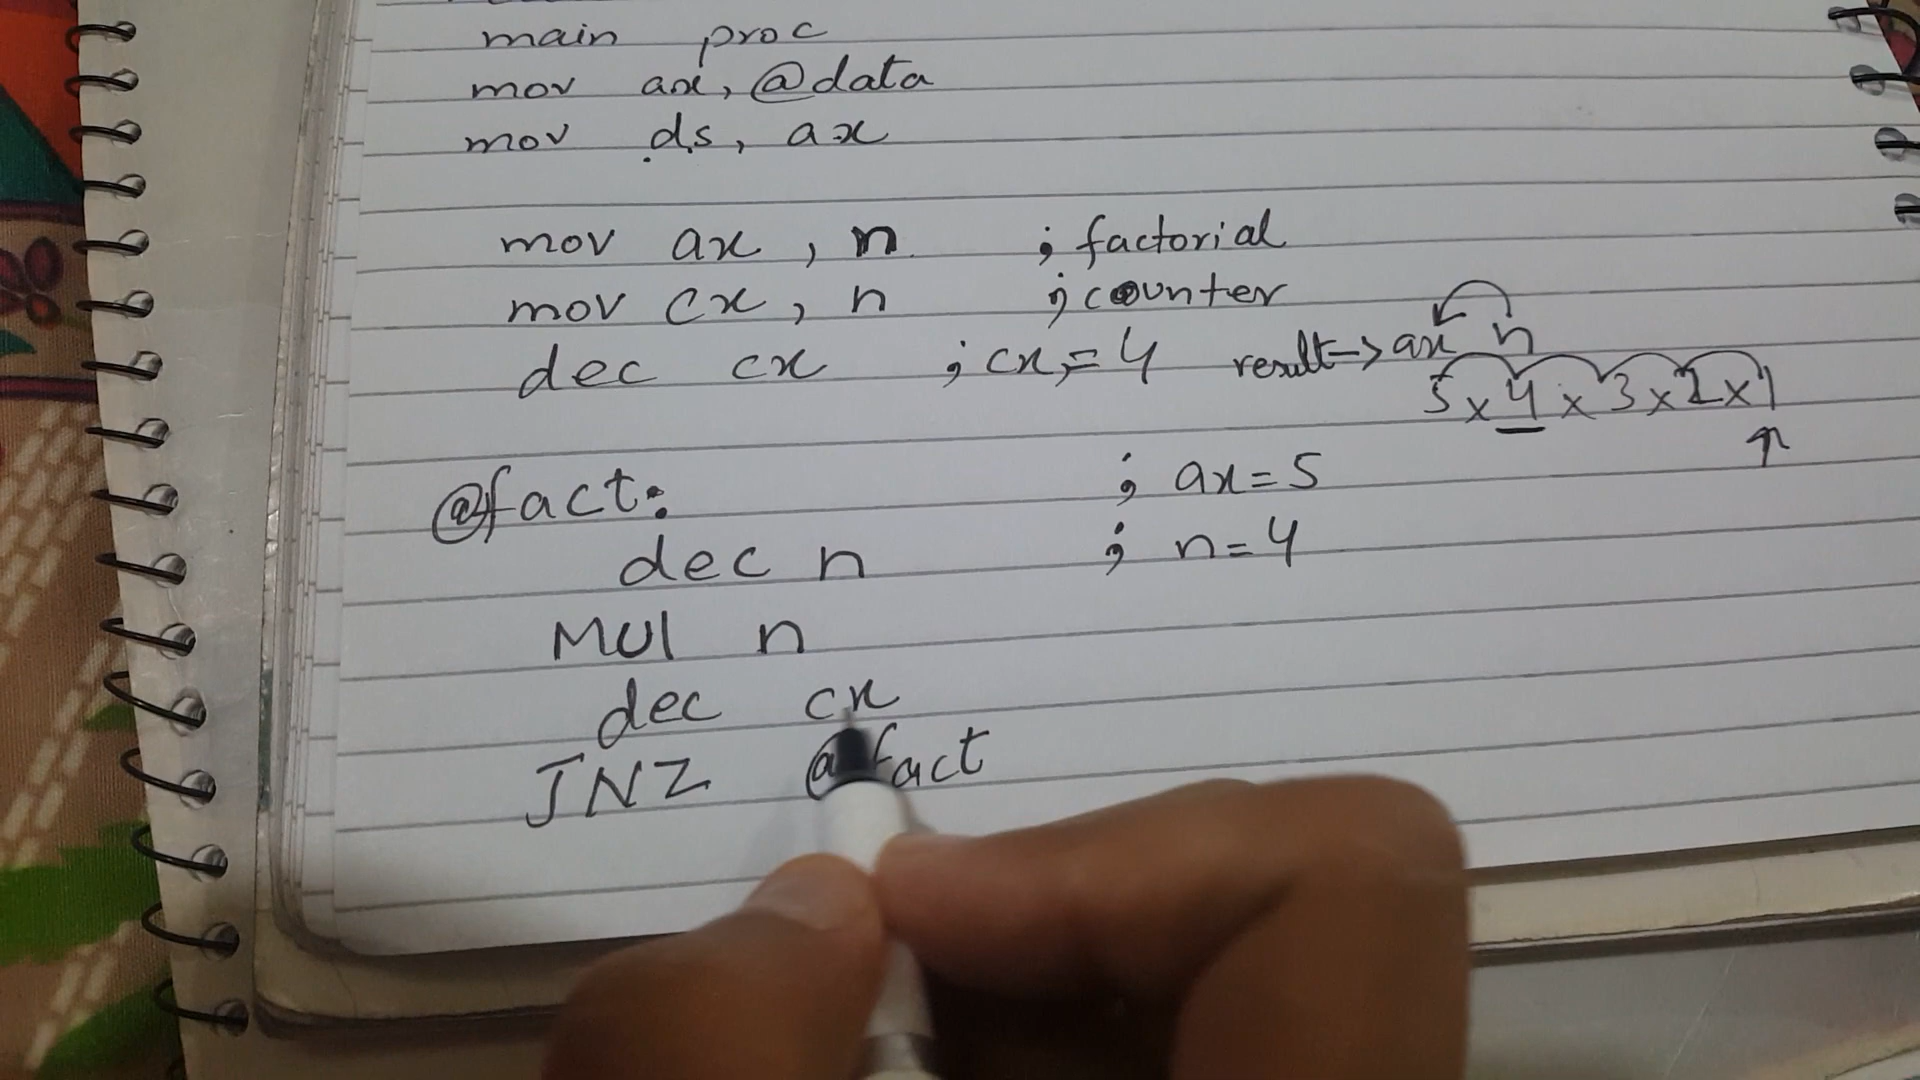 main proc
mov ax, @data
mov ds, ax
mov ax, n ; factorial
mov cx, n ; counter
dec cx ; cx = 4 result -> ax n
5 x 4 x 3 x 2 x 1
@fact: ; ax = 5
dec n ; n = 4
MUl n
dec cx
JNZ @fact